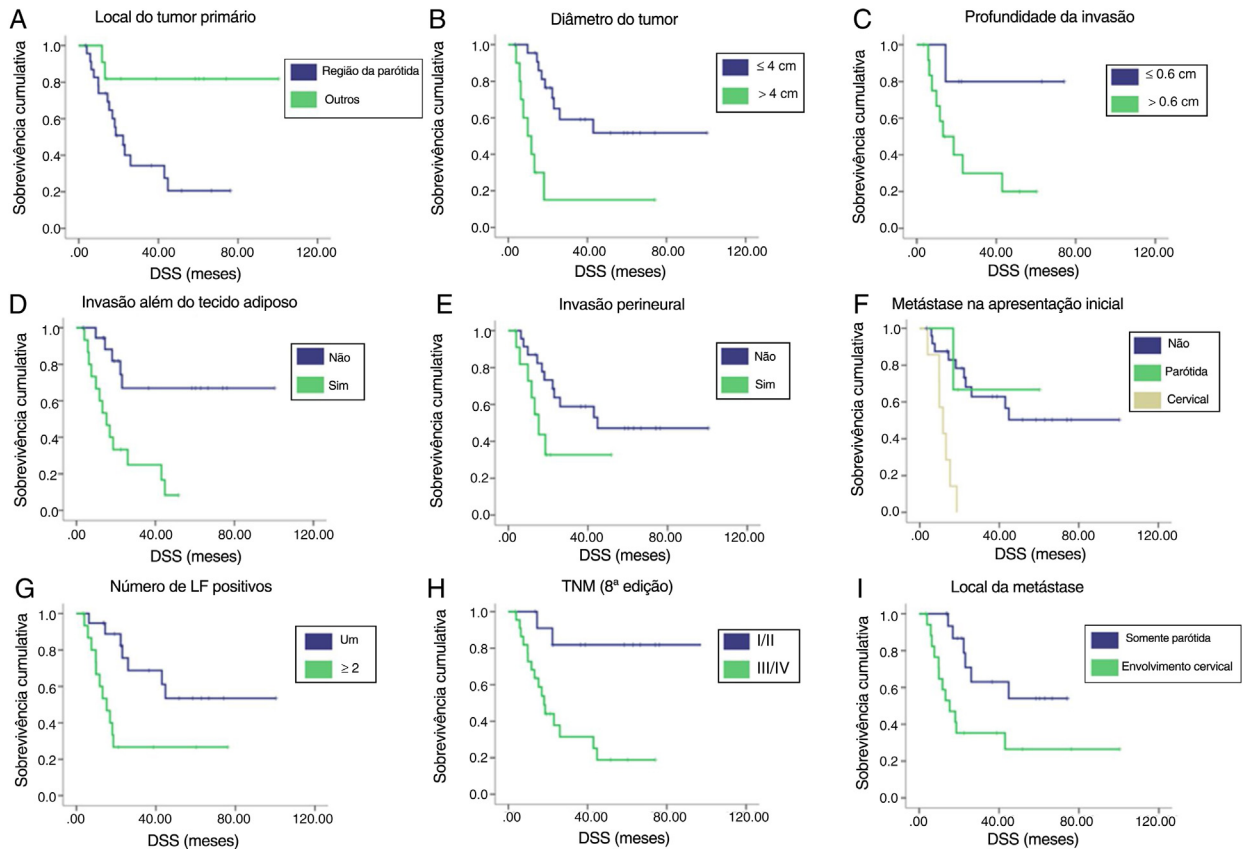 A
Local do tumor primário
Sobrevivência cumulativa
1.0
0.8
0.6
0.4
0.2
0.0
.00
40.00
80.00
120.00
DSS (meses)
Região da parótida
Outros
B
Diâmetro do tumor
Sobrevivência cumulativa
1.0
0.8
0.6
0.4
0.2
0.0
.00
40.00
80.00
120.00
DSS (meses)
≤ 4 cm
> 4 cm
C
Profundidade da invasão
Sobrevivência cumulativa
1.0
0.8
0.6
0.4
0.2
0.0
.00
40.00
80.00
120.00
DSS (meses)
≤ 0.6 cm
> 0.6 cm
D
Invasão além do tecido adiposo
Sobrevivência cumulativa
1.0
0.8
0.6
0.4
0.2
0.0
.00
40.00
80.00
120.00
DSS (meses)
Não
Sim
E
Invasão perineural
Sobrevivência cumulativa
1.0
0.8
0.6
0.4
0.2
0.0
.00
40.00
80.00
120.00
DSS (meses)
Não
Sim
F
Metástase na apresentação inicial
Sobrevivência cumulativa
1.0
0.8
0.6
0.4
0.2
0.0
.00
40.00
80.00
120.00
DSS (meses)
Não
Parótida
Cervical
G
Número de LF positivos
Sobrevivência cumulativa
1.0
0.8
0.6
0.4
0.2
0.0
.00
40.00
80.00
120.00
DSS (meses)
Um
≥ 2
H
TNM (8ª edição)
Sobrevivência cumulativa
1.0
0.8
0.6
0.4
0.2
0.0
.00
40.00
80.00
120.00
DSS (meses)
I/II
III/IV
I
Local da metástase
Sobrevivência cumulativa
1.0
0.8
0.6
0.4
0.2
0.0
.00
40.00
80.00
120.00
DSS (meses)
Somente parótida
Envolvimento cervical